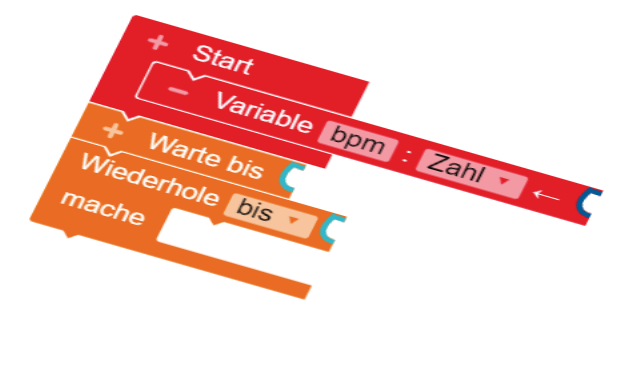 + Start
− Variable bpm : Zahl ▾ ←
+ Warte bis
Wiederhole bis ▾
mache